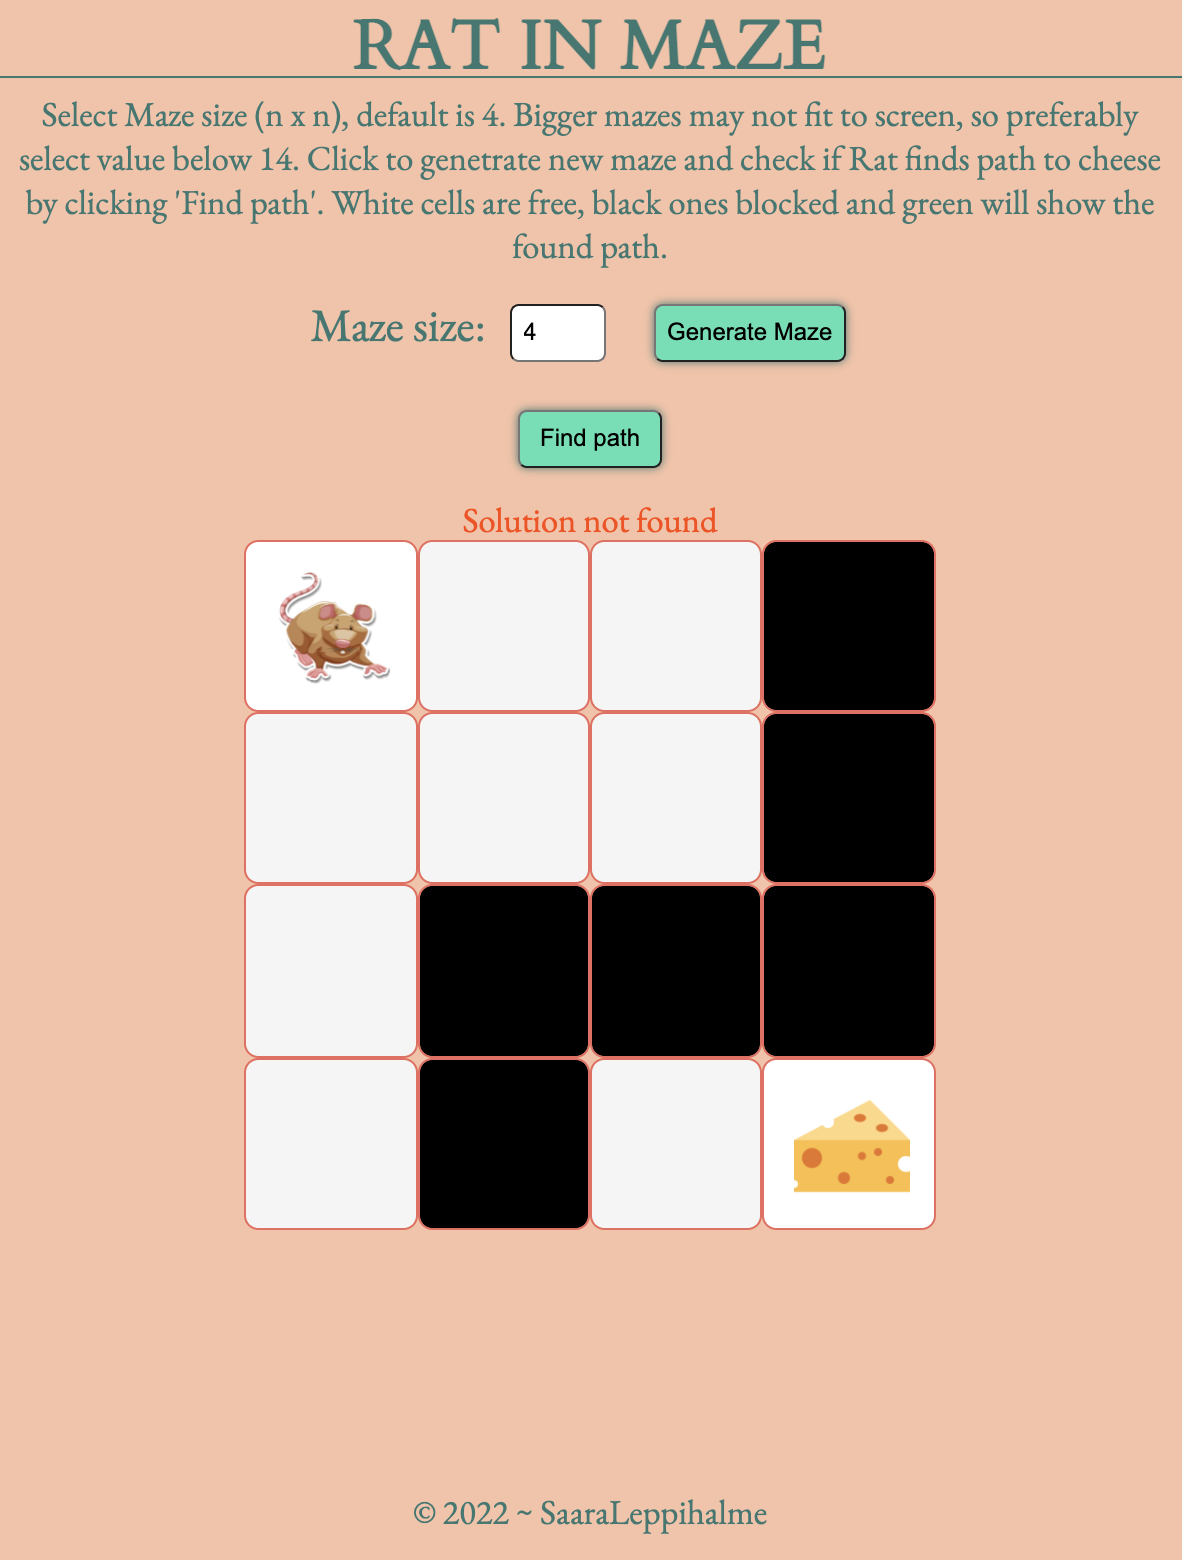 RAT IN MAZE
Select Maze size (n x n), default is 4. Bigger mazes may not fit to screen, so preferably
select value below 14. Click to genetrate new maze and check if Rat finds path to cheese
by clicking 'Find path'. White cells are free, black ones blocked and green will show the
found path.
Maze size: 4 Generate Maze
Find path
Solution not found
© 2022 ~ SaaraLeppihalme